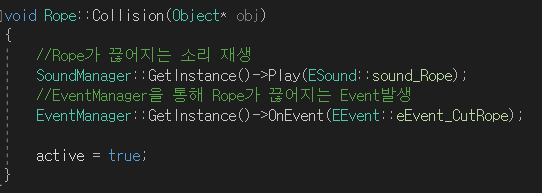 void Rope::Collision(Object* obj)
{
//Rope가 끊어지는 소리 재생
SoundManager::GetInstance()->Play(ESound::sound_Rope);
//EventManager을 통해 Rope가 끊어지는 Event발생
EventManager::GetInstance()->OnEvent(EEvent::eEvent_CutRope);
active = true;
}